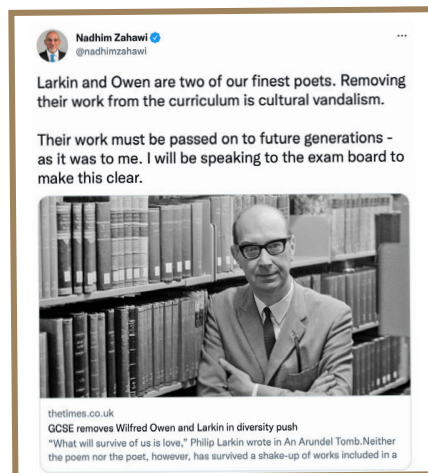 Nadhim Zahawi
@nadhimzahawi
Larkin and Owen are two of our finest poets. Removing
their work from the curriculum is cultural vandalism.
Their work must be passed on to future generations -
as it was to me. I will be speaking to the exam board to
make this clear.
thetimes.co.uk
GCSE removes Wilfred Owen and Larkin in diversity push
“What will survive of us is love,” Philip Larkin wrote in An Arundel Tomb.Neither
the poem nor the poet, however, has survived a shake-up of works included in a